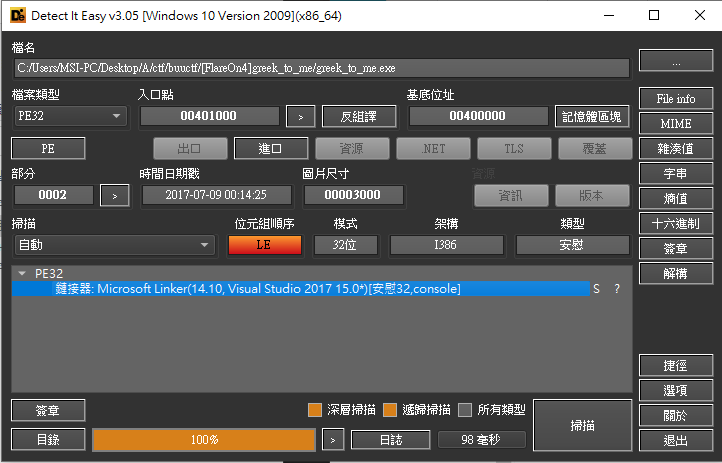 Detect It Easy v3.05 [Windows 10 Version 2009](x86_64)
檔名
C:/Users/MSI-PC/Desktop/A/ctf/buuctf/[FlareOn4]greek_to_me/greek_to_me.exe
...
檔案類型 入口點 基底位址
PE32 00401000 > 反組譯 00400000 記憶體區塊
File info
MIME
PE 出口 進口 資源 .NET TLS 覆蓋
雜湊值
部分 時間日期戳 圖片尺寸 資源
字串
0002 > 2017-07-09 00:14:25 00003000 資訊 版本
熵值
掃描 位元組順序 模式 架構 類型
十六進制
自動 LE 32位 I386 安慰
簽章
PE32
解構
鏈接器: Microsoft Linker(14.10, Visual Studio 2017 15.0*)[安慰32,console] S ?
捷徑
選項
簽章 深層掃描 遞歸掃描 所有類型 掃描
關於
目錄 100% > 日誌 98 毫秒
退出